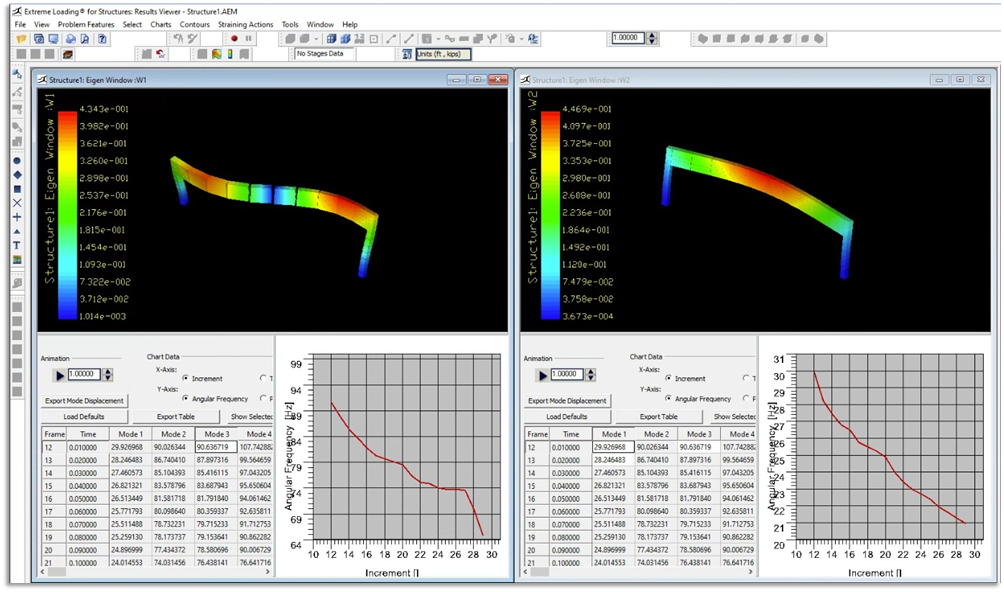 Extreme Loading® for Structures: Results Viewer - Structure1.AEM
File View Problem Features Select Charts Contours Straining Actions Tools Window Help
1.00000
No Stages Data Units (ft , kips)
Structure1: Eigen Window :W1
Structure1: Eigen Window :W1
4.343e-001
3.982e-001
3.621e-001
3.260e-001
2.898e-001
2.537e-001
2.176e-001
1.815e-001
1.454e-001
1.093e-001
7.322e-002
3.712e-002
1.014e-003
Animation
1.00000
Export Mode Displacement
Chart Data
X-Axis:
Increment
Y-Axis:
Angular Frequency
Load Defaults Export Table Show Selected
Frame Time Mode 1 Mode 2 Mode 3 Mode 4
12 0.010000 29.926968 90.026344 90.636719 107.742882
13 0.020000 28.246483 86.740410 87.897316 99.564659
14 0.030000 27.460573 85.104393 85.416115 97.043205
15 0.040000 26.821321 83.578796 83.687943 95.650604
16 0.050000 26.513449 81.581718 81.791840 94.061462
17 0.060000 25.771793 80.098640 80.359337 92.635811
18 0.070000 25.511488 78.732231 79.715233 91.712753
19 0.080000 25.259130 78.173737 79.153641 90.862282
20 0.090000 24.896999 77.434372 78.580696 90.006729
21 0.100000 24.014553 74.031456 76.438141 76.641716
Angular Frequency [Hz]
99
94
89
84
79
74
69
64
10 12 14 16 18 20 22 24 26 28 30
Increment []
Structure1: Eigen Window :W2
Structure1: Eigen Window :W2
4.469e-001
4.097e-001
3.725e-001
3.353e-001
2.980e-001
2.608e-001
2.236e-001
1.864e-001
1.492e-001
1.120e-001
7.479e-002
3.758e-002
3.673e-004
Animation
1.00000
Export Mode Displacement
Chart Data
X-Axis:
Increment
Y-Axis:
Angular Frequency
Load Defaults Export Table Show Selected
Frame Time Mode 1 Mode 2 Mode 3 Mode 4
12 0.010000 29.926968 90.026344 90.636719 107.742882
13 0.020000 28.246483 86.740410 87.897316 99.564659
14 0.030000 27.460573 85.104393 85.416115 97.043205
15 0.040000 26.821321 83.578796 83.687943 95.650604
16 0.050000 26.513449 81.581718 81.791840 94.061462
17 0.060000 25.771793 80.098640 80.359337 92.635811
18 0.070000 25.511488 78.732231 79.715233 91.712753
19 0.080000 25.259130 78.173737 79.153641 90.862282
20 0.090000 24.896999 77.434372 78.580696 90.006729
21 0.100000 24.014553 74.031456 76.438141 76.641716
Angular Frequency [Hz]
31
30
29
28
27
26
25
24
23
22
21
20
10 12 14 16 18 20 22 24 26 28 30
Increment []